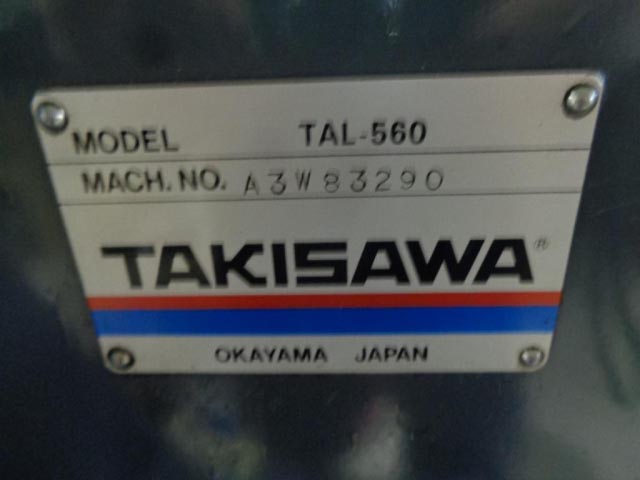 MODEL TAL-560
MACH. NO. A3W83290
TAKISAWA®
OKAYAMA JAPAN